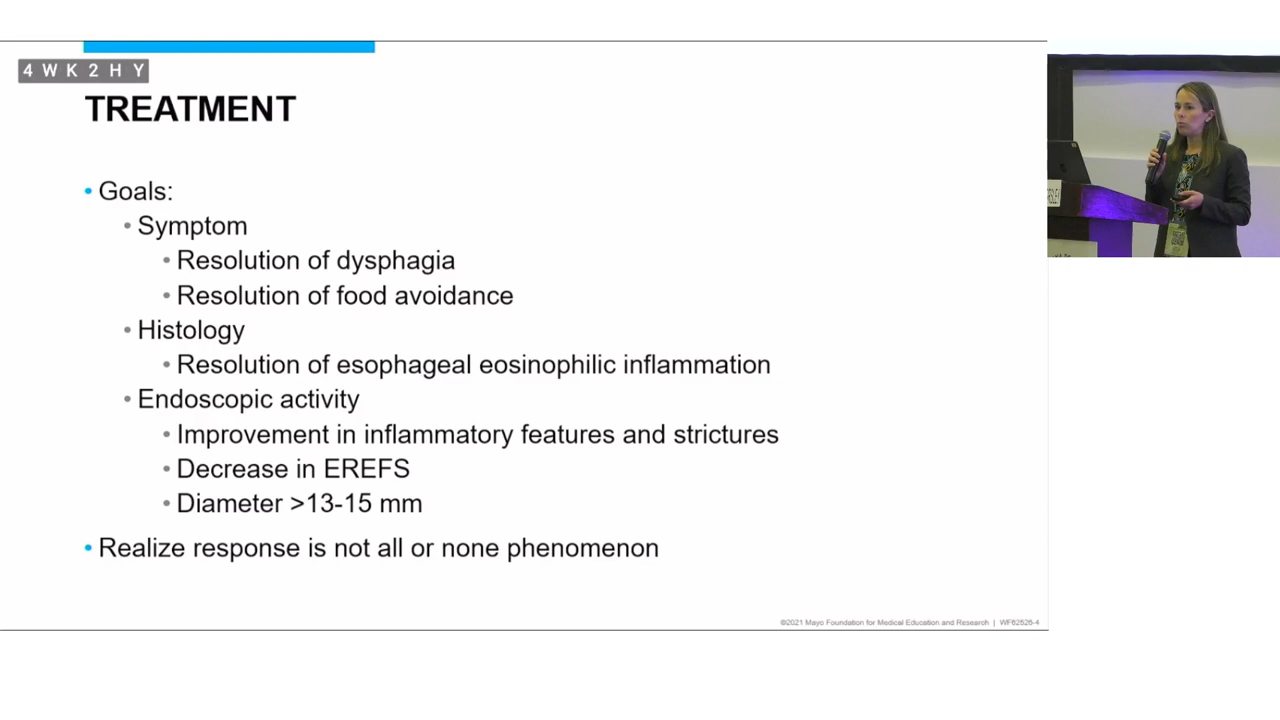 4WK2HY
TREATMENT
• Goals:
• Symptom
• Resolution of dysphagia
• Resolution of food avoidance
• Histology
• Resolution of esophageal eosinophilic inflammation
• Endoscopic activity
• Improvement in inflammatory features and strictures
• Decrease in EREFS
• Diameter >13-15 mm
• Realize response is not all or none phenomenon
©2021 Mayo Foundation for Medical Education and Research | WF62526-4